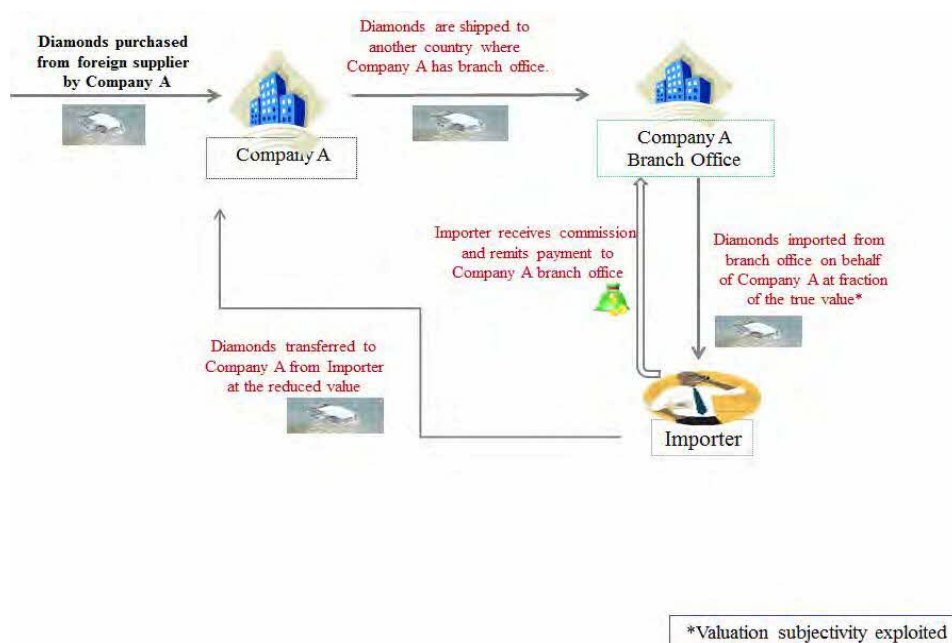 Diamonds purchased
from foreign supplier
by Company A
Diamonds are shipped to
another country where
Company A has branch office.
Company A
Company A
Branch Office
Importer receives commission
and remits payment to
Company A branch office
Diamonds imported from
branch office on behalf
of Company A at fraction
of the true value*
Diamonds transferred to
Company A from Importer
at the reduced value
Importer
*Valuation subjectivity exploited